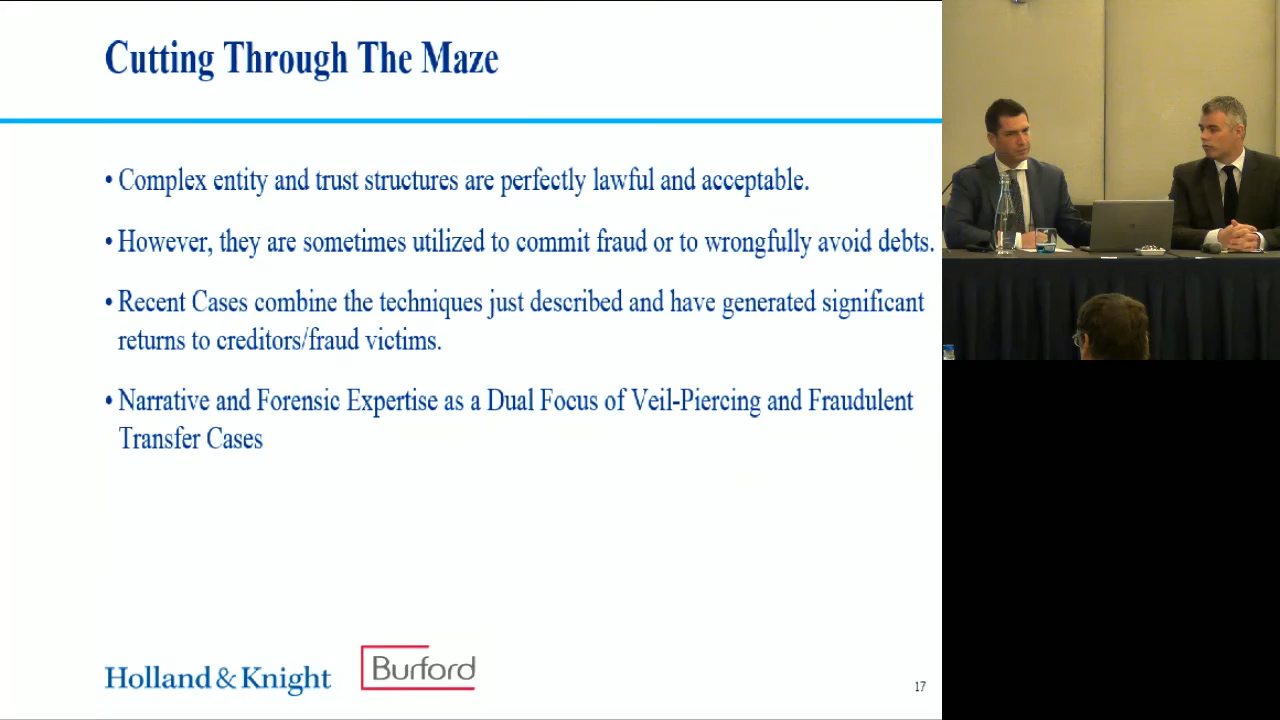 Cutting Through The Maze
• Complex entity and trust structures are perfectly lawful and acceptable.
• However, they are sometimes utilized to commit fraud or to wrongfully avoid debts.
• Recent Cases combine the techniques just described and have generated significant
returns to creditors/fraud victims.
• Narrative and Forensic Expertise as a Dual Focus of Veil-Piercing and Fraudulent
Transfer Cases
Holland & Knight
Burford
17